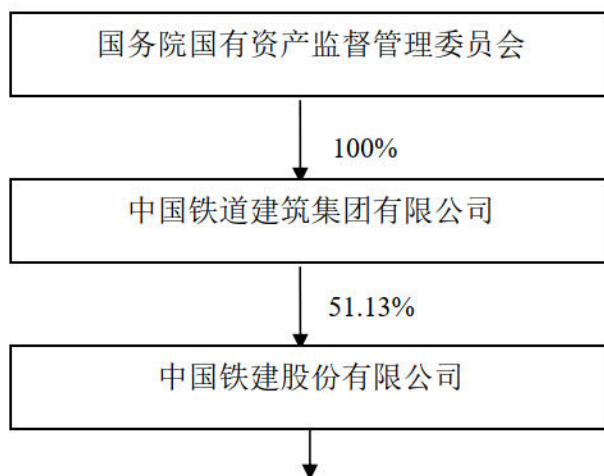 国务院国有资产监督管理委员会
100%
中国铁道建筑集团有限公司
51.13%
中国铁建股份有限公司